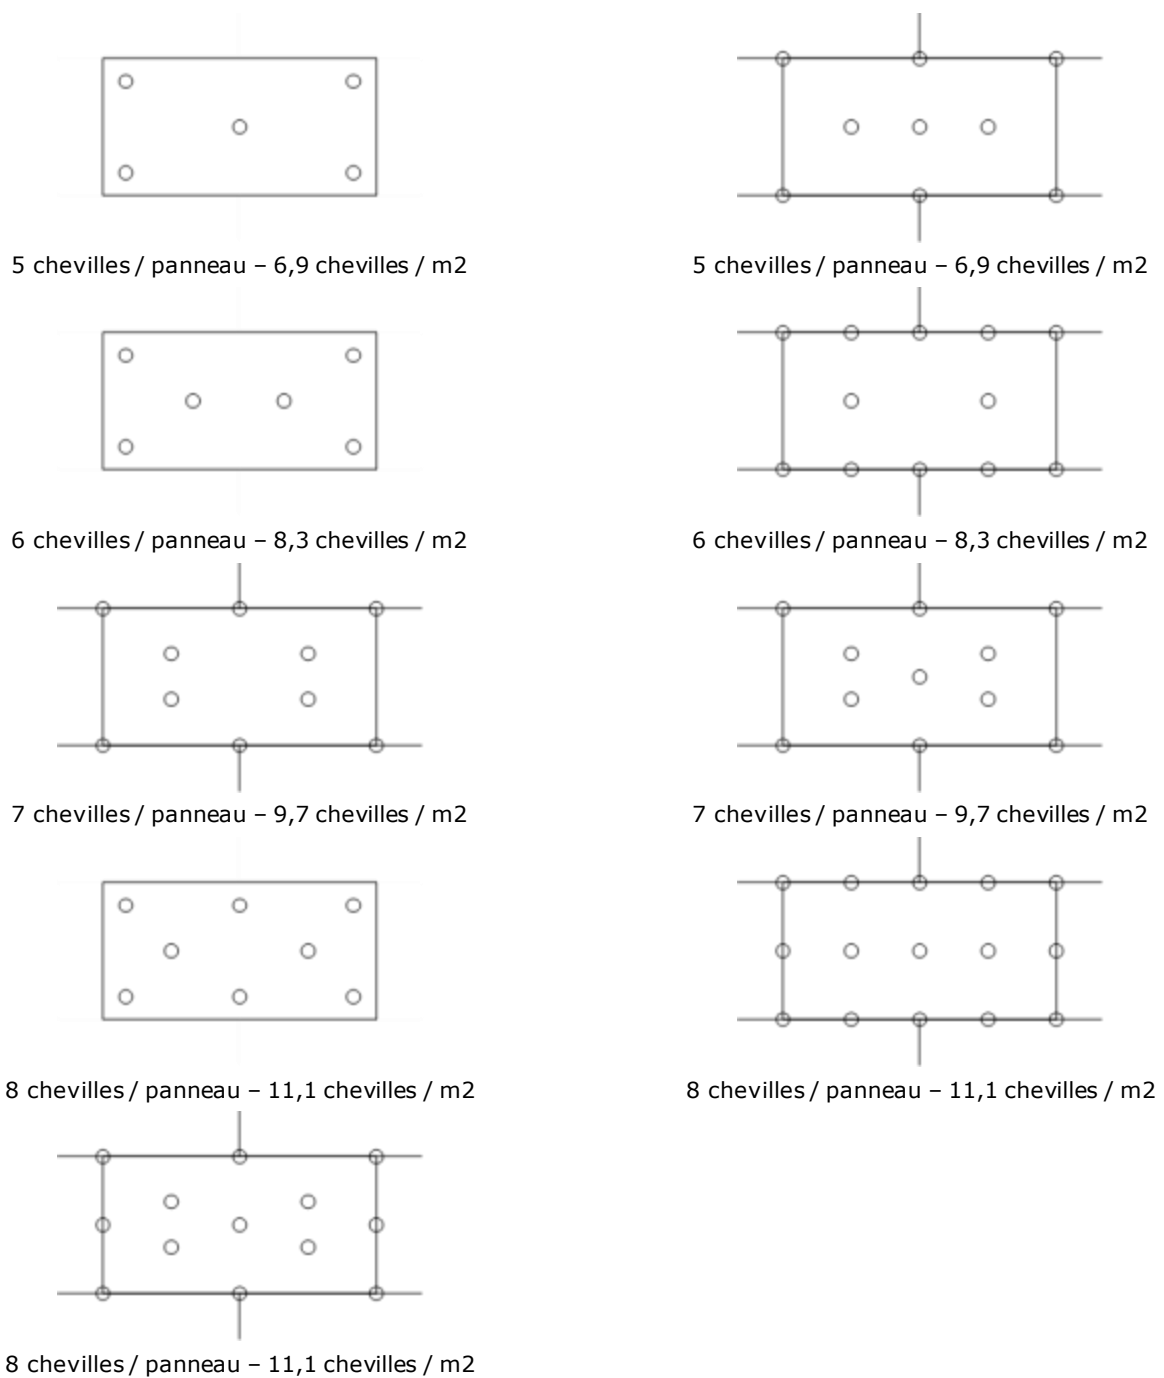 5 chevilles / panneau – 6,9 chevilles / m2
5 chevilles / panneau – 6,9 chevilles / m2
6 chevilles / panneau – 8,3 chevilles / m2
6 chevilles / panneau – 8,3 chevilles / m2
7 chevilles / panneau – 9,7 chevilles / m2
7 chevilles / panneau – 9,7 chevilles / m2
8 chevilles / panneau – 11,1 chevilles / m2
8 chevilles / panneau – 11,1 chevilles / m2
8 chevilles / panneau – 11,1 chevilles / m2